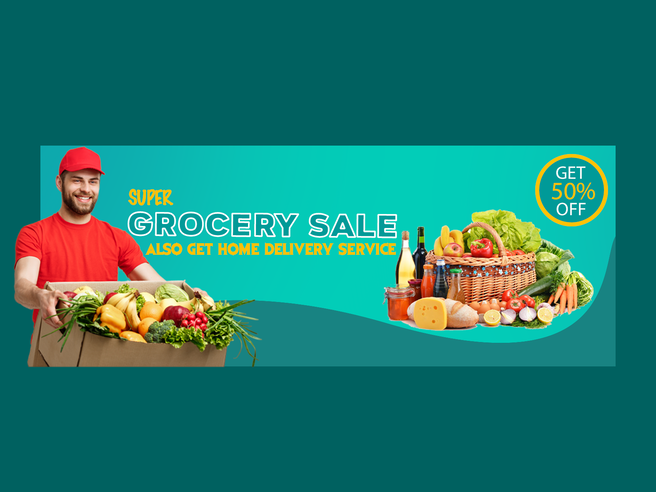 SUPER
GROCERY SALE
ALSO GET HOME DELIVERY SERVICE
GET
50%
OFF